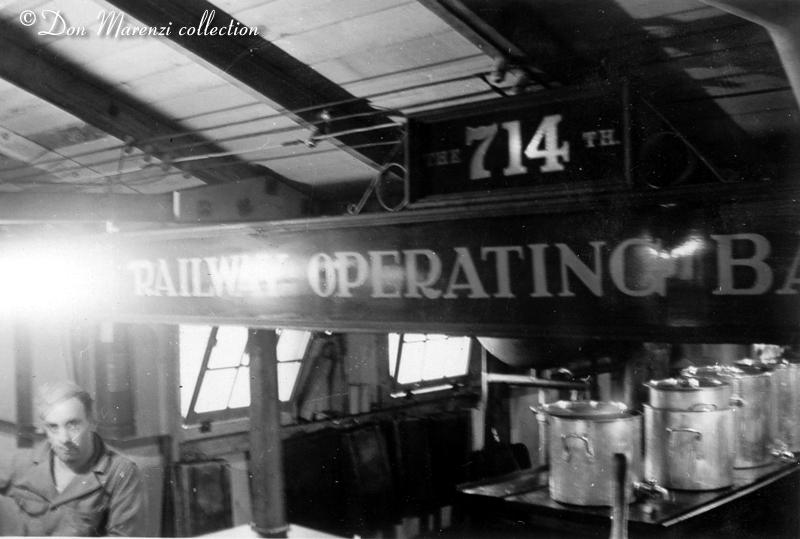 © Don Marenzi collection
THE 714 TH.
RAILWAY OPERATING BA